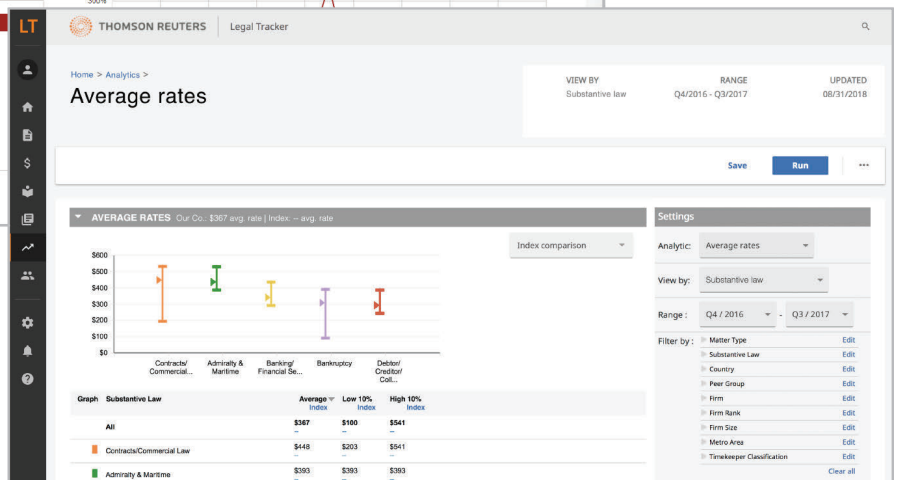 300%
LT
THOMSON REUTERS Legal Tracker
Home > Analytics >
Average rates
VIEW BY RANGE UPDATED
Substantive law Q4/2016 - Q3/2017 08/31/2018
Save Run ...
AVERAGE RATES Our Co.: $367 avg. rate | Index: -- avg. rate
Index comparison
$600
$500
$400
$300
$200
$100
$0
Contracts/
Commercial...
Admiralty &
Maritime
Banking/
Financial Se...
Bankruptcy
Debtor/
Creditor/
Coll...
Graph Substantive Law Average Low 10% High 10%
Index Index Index
All $367 $100 $541
-- -- --
Contracts/Commercial Law $448 $203 $541
-- -- --
Admiralty & Maritime $393 $393 $393
-- -- --
Settings
Analytic: Average rates
View by: Substantive law
Range : Q4 / 2016 - Q3 / 2017
Filter by : Matter Type Edit
Substantive Law Edit
Country Edit
Peer Group Edit
Firm Edit
Firm Rank Edit
Firm Size Edit
Metro Area Edit
Timekeeper Classification Edit
Clear all